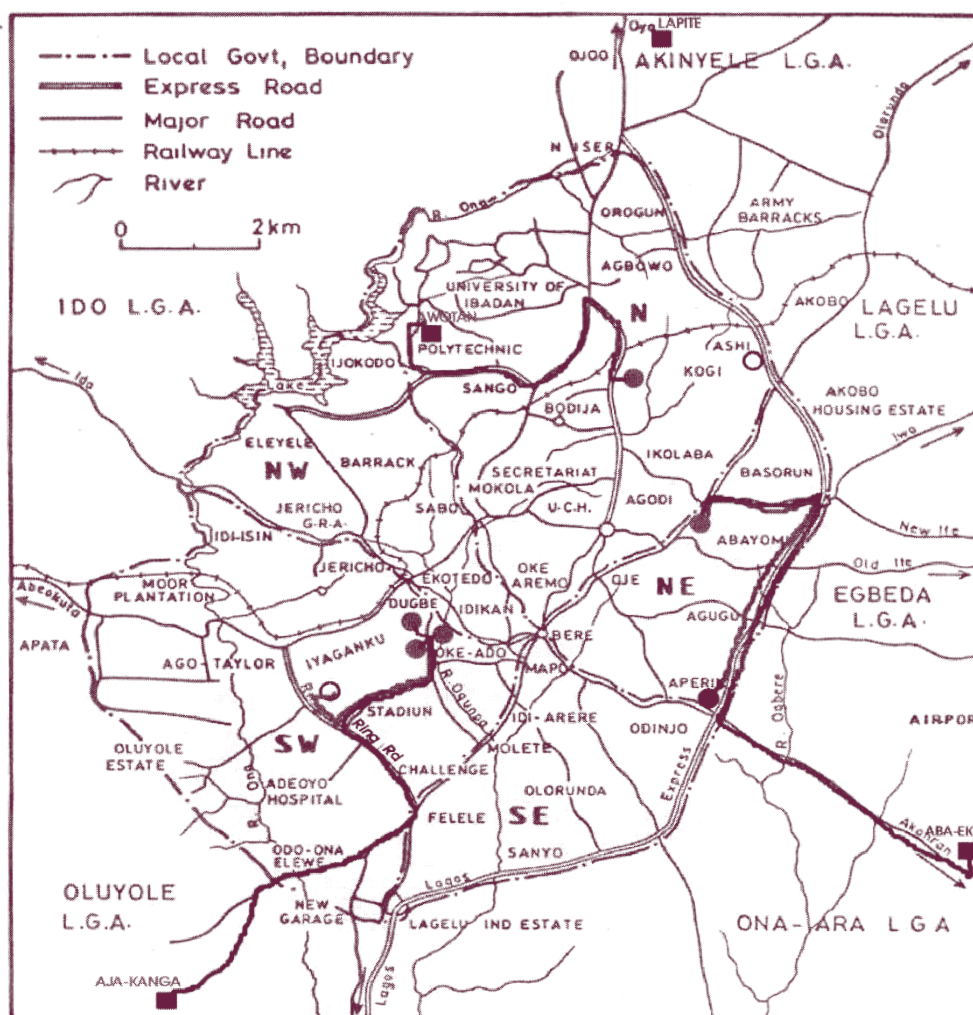 Local Govt, Boundary
Express Road
Major Road
Railway Line
River
0 2km
Oyo
LAPITE
OJOO
AKINYELE L.G.A.
Olorunda
NISER
R. Ona
OROGUN
ARMY
BARRACKS
AGBOWO
UNIVERSITY OF
IBADAN
IDO L.G.A.
N
AKOBO
LAGELU
L.G.A.
AWOTAN
POLYTECHNIC
IJOKODO
ASHI
KOGI
SANGO
Ido
Lake
BODIJA
AKOBO
HOUSING ESTATE
ELEYELE
NW
BARRACK
IKOLABA
Iwo
SECRETARIAT
MOKOLA
BASORUN
JERICHO
G.R.A.
SABO
U.C.H.
AGODI
IDI-ISIN
ABAYOMI
New Ife
JERICHO
OKE
AREMO
Old Ife
MOOR
PLANTATION
EKOTEDO
OJE
NE
Abeokuta
DUGBE
IDIKAN
EGBEDA
L.G.A.
AGUGU
APATA
IYAGANKU
BERE
AGO-TAYLOR
OKE-ADO
MAPO
R. Ogunpa
APERIN
R. Ogbere
STADIUN
IDI-ARERE
ODINJO
AIRPOR
OLUYOLE
ESTATE
SW
Ring Rd
MOLETE
R. Ona
ADEOYO
HOSPITAL
CHALLENGE
OLORUNDA
Express
FELELE
SE
Akanran
ABA-EK
ODO-ONA
ELEWE
SANYO
OLUYOLE
L.G.A.
Lagos
NEW
GARAGE
LAGELU IND ESTATE
ONA-ARA L G A
AJA-KANGA
Lagos